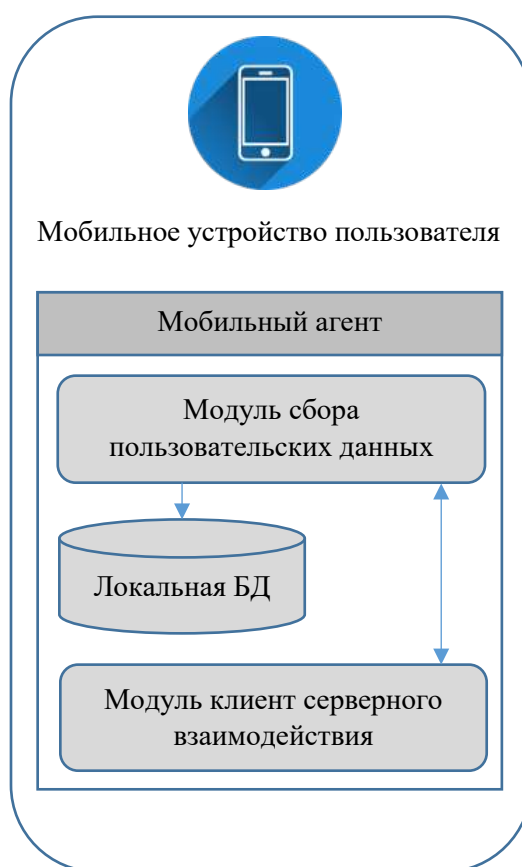 Мобильное устройство пользователя
Мобильный агент
Модуль сбора
пользовательских данных
Локальная БД
Модуль клиент серверного
взаимодействия